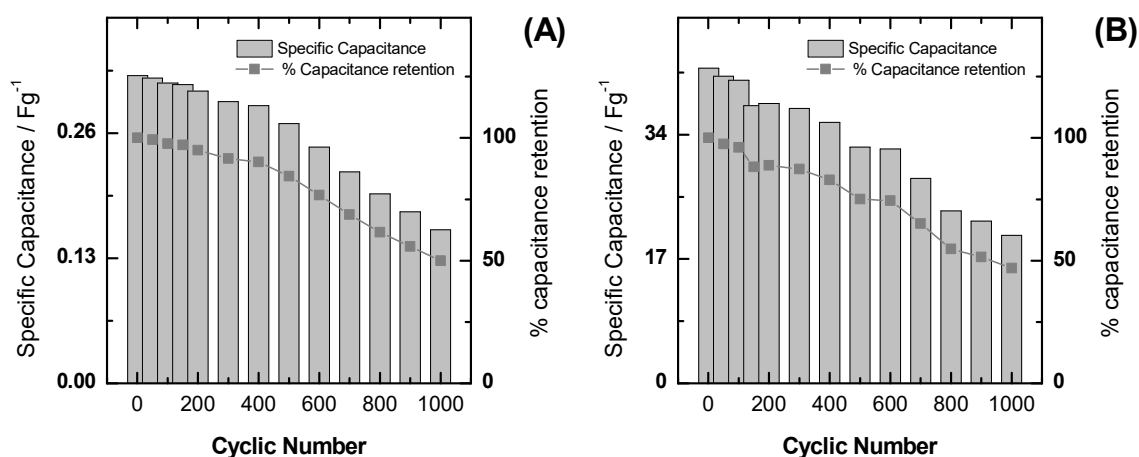 (A)
Specific Capacitance
% Capacitance retention
Specific Capacitance / Fg⁻¹
0.26
0.13
0.00
100
50
0
% capacitance retention
0 200 400 600 800 1000
Cyclic Number
(B)
Specific Capacitance
% Capacitance retention
Specific Capacitance / Fg⁻¹
34
17
0
100
50
0
% capacitance retention
0 200 400 600 800 1000
Cyclic Number